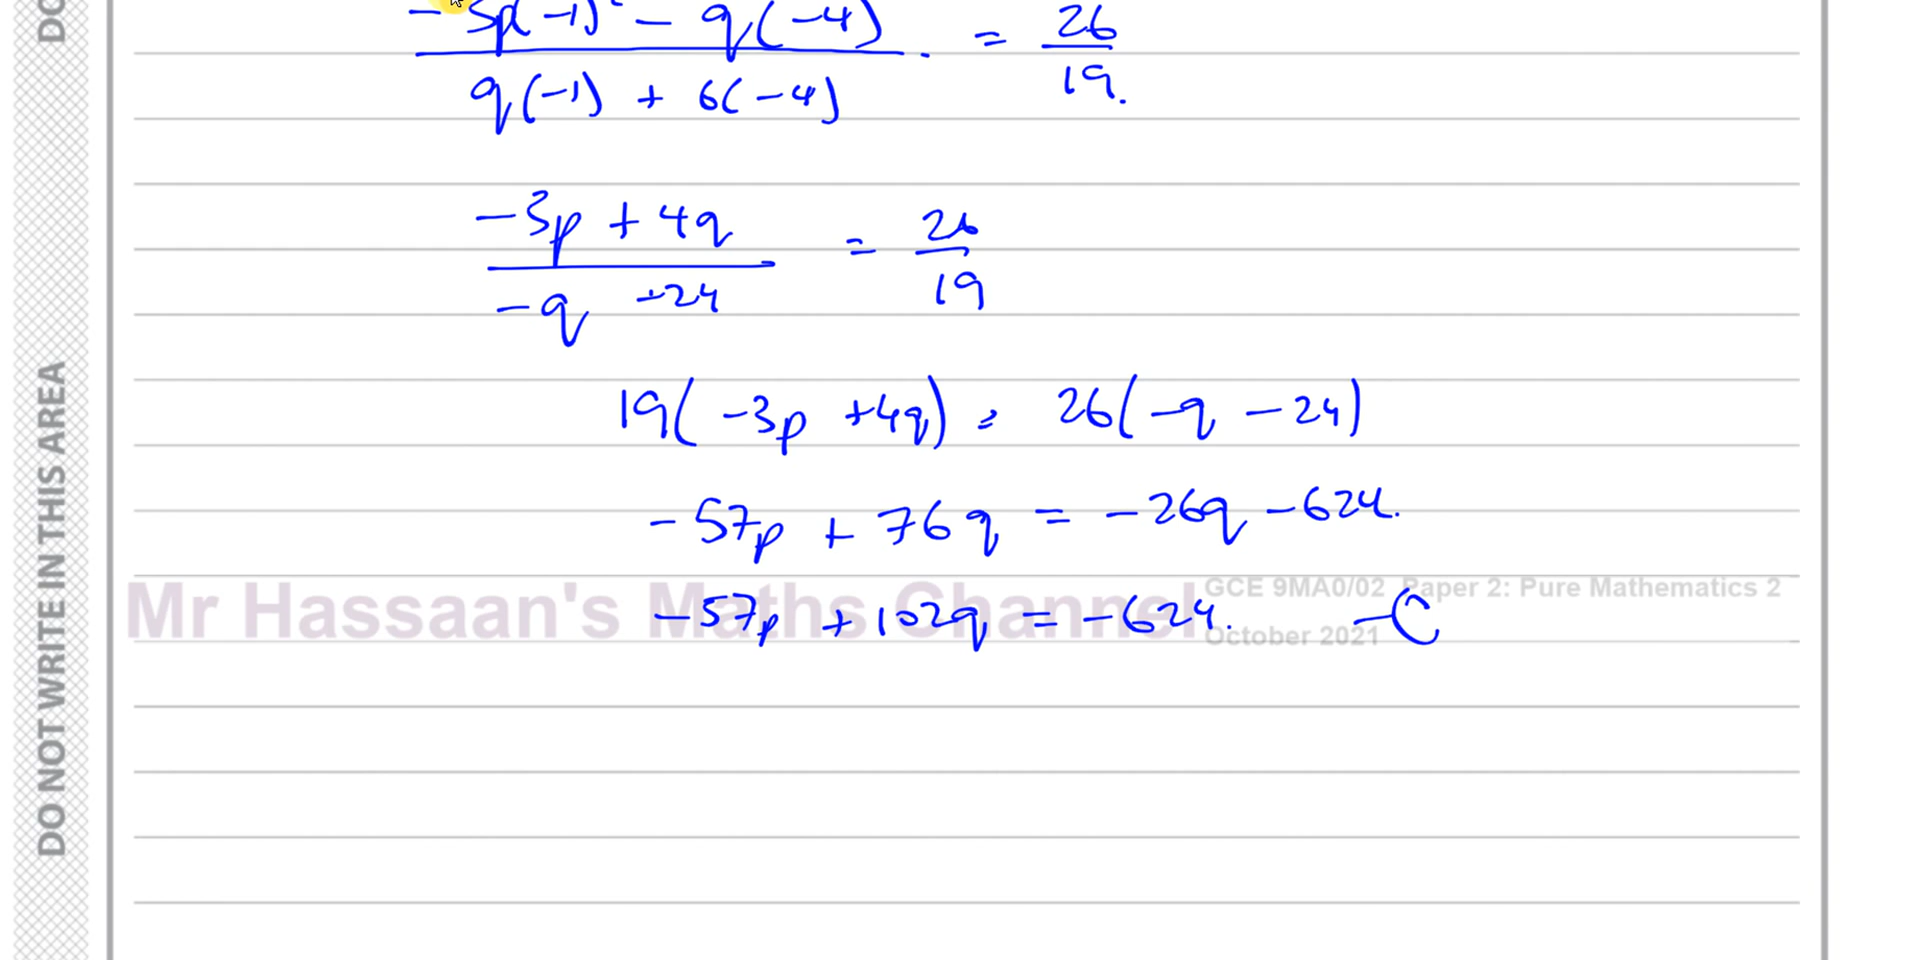 DO
-3p(-1)² - q(-4) / q(-1) + 6(-4) = 26/19.
-3p + 4q / -q -24 = 26/19
19(-3p +4q) = 26(-q - 24)
-57p + 76q = -26q - 624.
Mr Hassaan's Maths Channel
GCE 9MA0/02 Paper 2: Pure Mathematics 2
October 2021
-57p + 102q = -624.
DO NOT WRITE IN THIS AREA